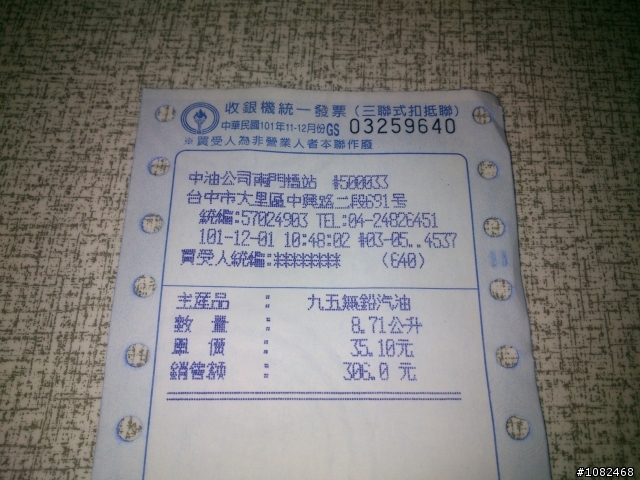 收銀機統一發票(三聯式扣抵聯)
中華民國101年11-12月份GS 03259640
※買受人為非營業人者本聯作廢
中油公司南門橋站 #500033
台中市大里區中興路二段691号
統編:57024903 TEL:04-24826451
101-12-01 10:48:02 #03-05..4537
買受人統編:******** (640)
主產品 : 九五無鉛汽油
數 量 : 8.71公升
單 價 : 35.10元
銷售額 : 306.0 元
#1082468